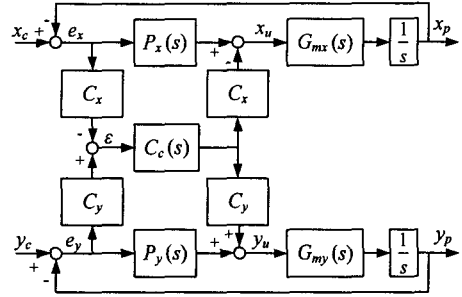 x_c + - e_x P_x(s) + - x_u G_mx(s) 1/s x_p
C_x C_x
- + ε C_c(s)
C_y C_y
y_c + - e_y P_y(s) + + y_u G_my(s) 1/s y_p